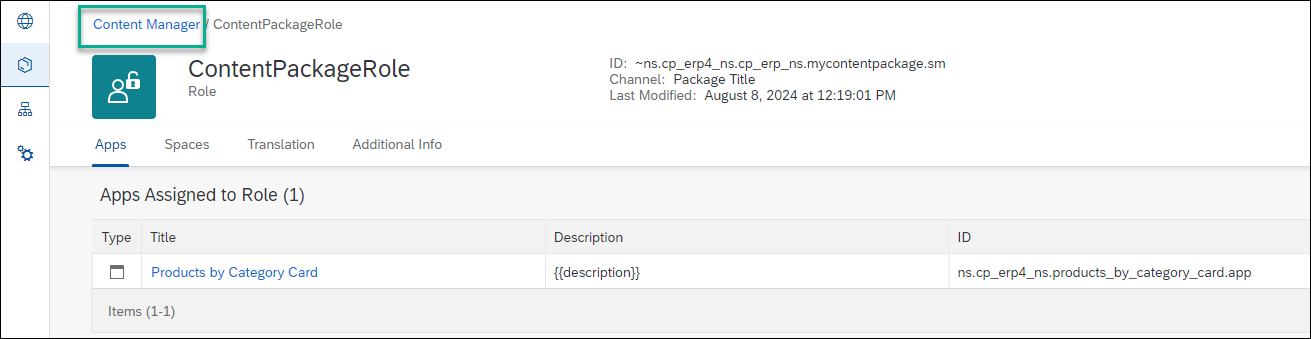 Content Manager / ContentPackageRole
ContentPackageRole
Role
ID: ~ns.cp_erp4_ns.cp_erp_ns.mycontentpackage.sm
Channel: Package Title
Last Modified: August 8, 2024 at 12:19:01 PM
Apps Spaces Translation Additional Info
Apps Assigned to Role (1)
Type Title Description ID
Products by Category Card {{description}} ns.cp_erp4_ns.products_by_category_card.app
Items (1-1)